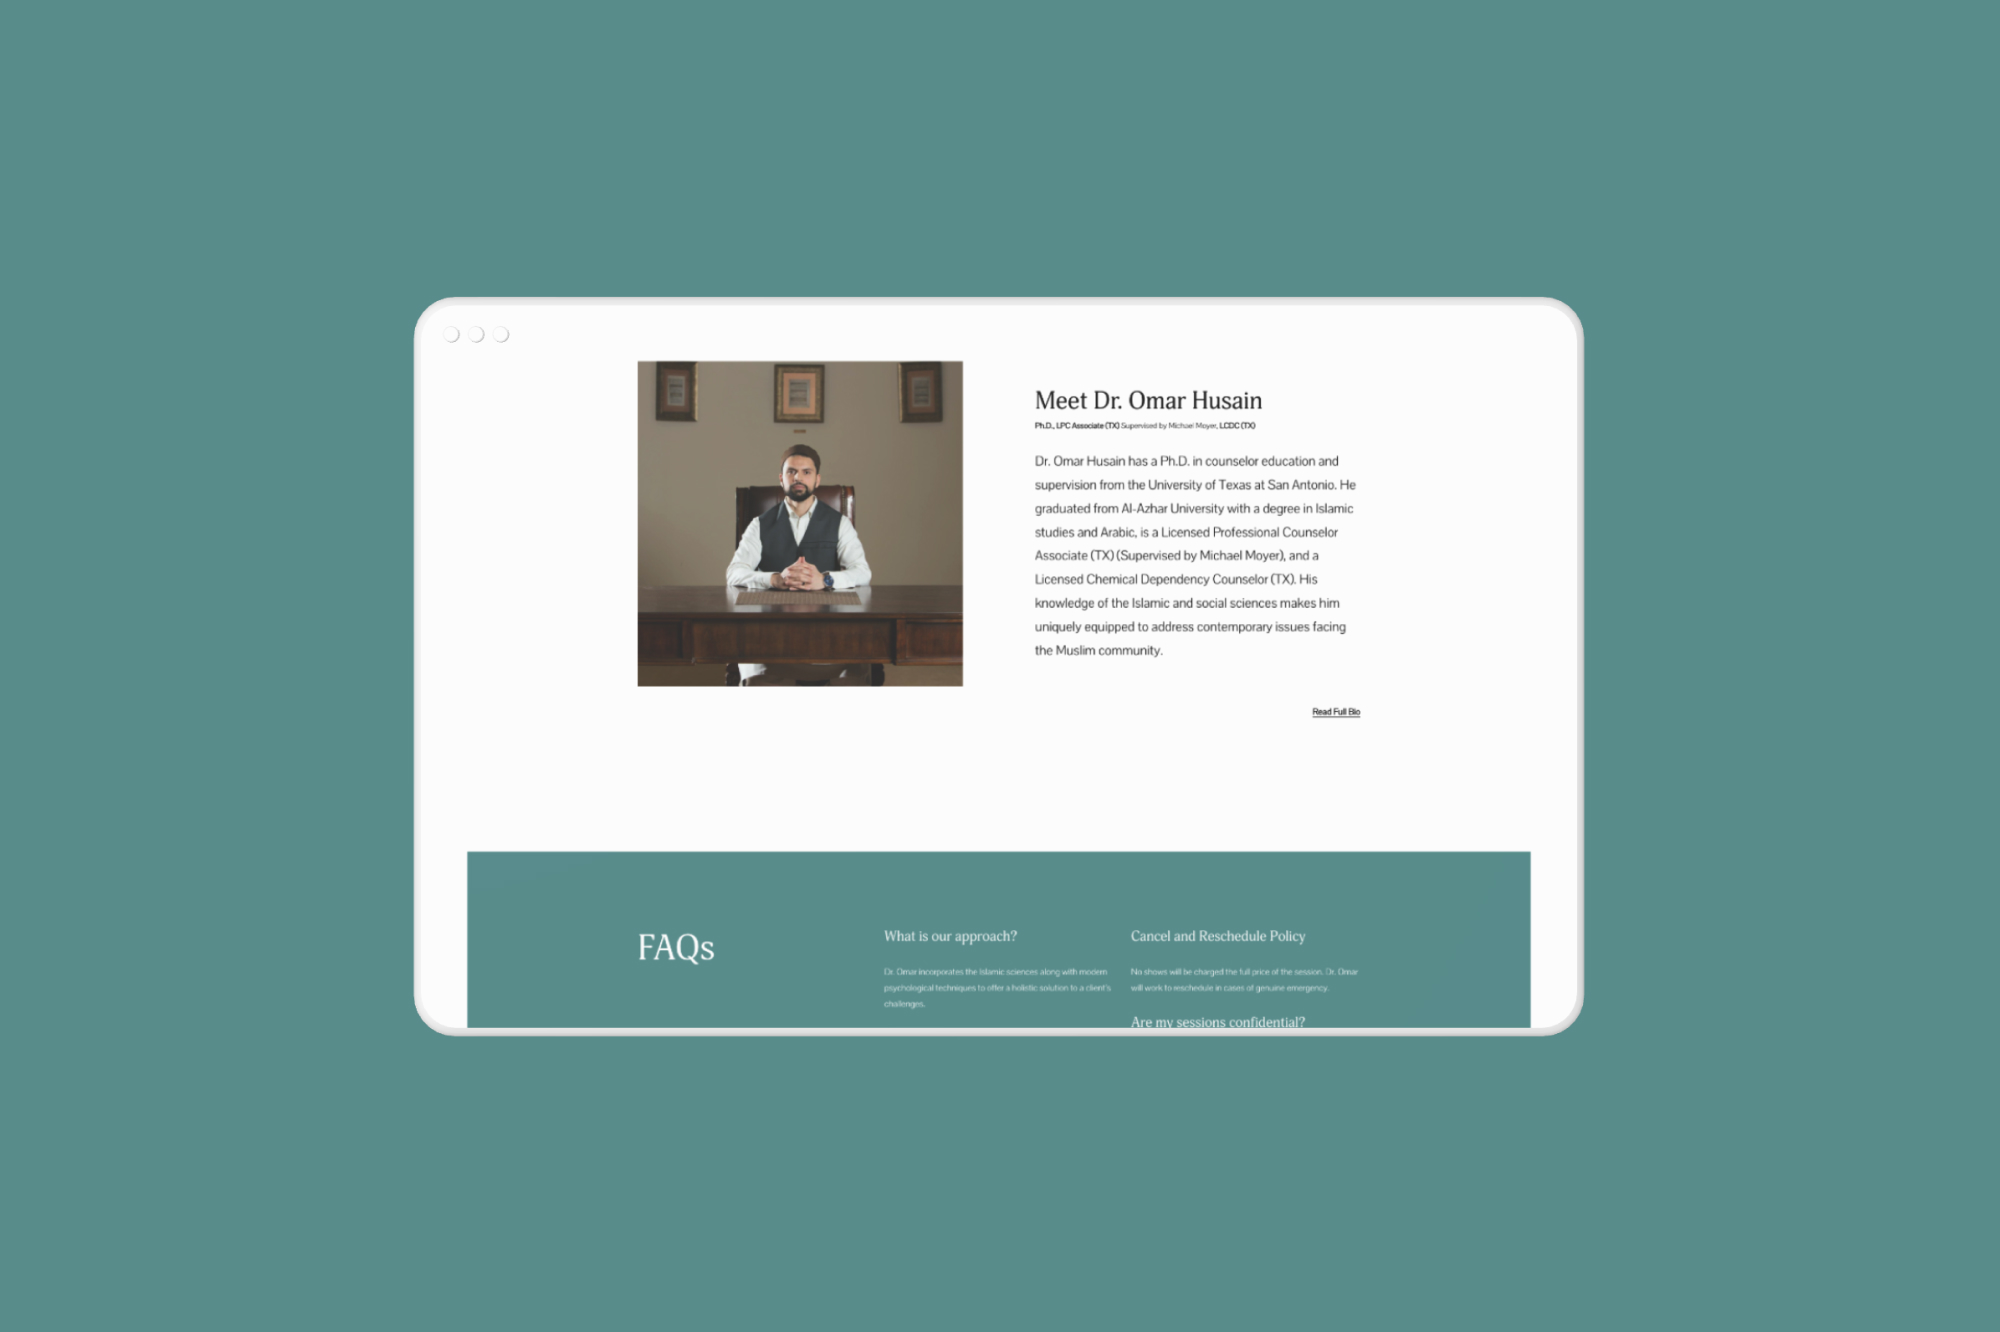 Meet Dr. Omar Husain
Ph.D., LPC Associate (TX) Supervised by Michael Moyer, LCDC (TX)
Dr. Omar Husain has a Ph.D. in counselor education and
supervision from the University of Texas at San Antonio. He
graduated from Al-Azhar University with a degree in Islamic
studies and Arabic, is a Licensed Professional Counselor
Associate (TX) (Supervised by Michael Moyer), and a
Licensed Chemical Dependency Counselor (TX). His
knowledge of the Islamic and social sciences makes him
uniquely equipped to address contemporary issues facing
the Muslim community.
Read Full Bio
FAQs
What is our approach?
Dr. Omar incorporates the Islamic sciences along with modern
psychological techniques to offer a holistic solution to a client's
challenges.
Cancel and Reschedule Policy
No shows will be charged the full price of the session. Dr. Omar
will work to reschedule in cases of genuine emergency.
Are my sessions confidential?